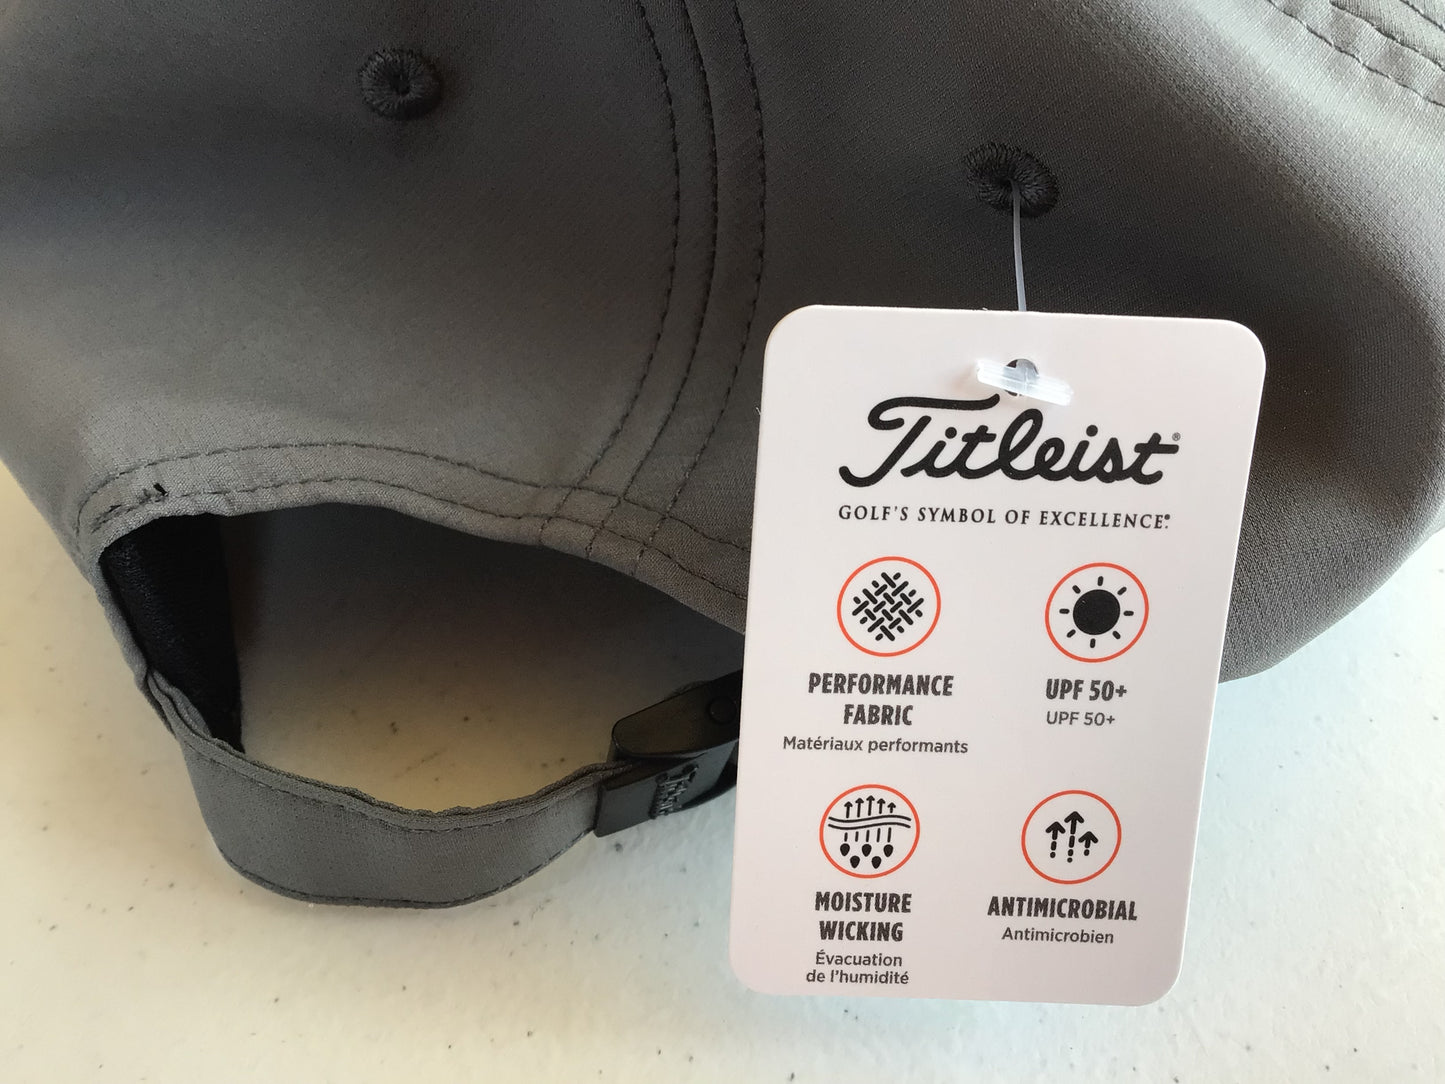 Titleist®
GOLF'S SYMBOL OF EXCELLENCE®
PERFORMANCE
FABRIC
Matériaux performants
UPF 50+
UPF 50+
MOISTURE
WICKING
Évacuation
de l'humidité
ANTIMICROBIAL
Antimicrobien